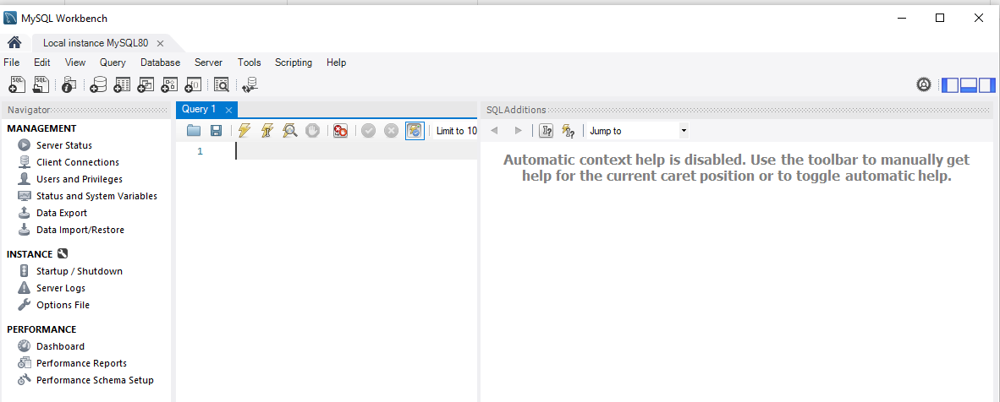 MySQL Workbench
Local instance MySQL80
File Edit View Query Database Server Tools Scripting Help
Navigator
MANAGEMENT
Server Status
Client Connections
Users and Privileges
Status and System Variables
Data Export
Data Import/Restore
INSTANCE
Startup / Shutdown
Server Logs
Options File
PERFORMANCE
Dashboard
Performance Reports
Performance Schema Setup
Query 1
Limit to 10
1
SQLAdditions
Jump to
Automatic context help is disabled. Use the toolbar to manually get
help for the current caret position or to toggle automatic help.